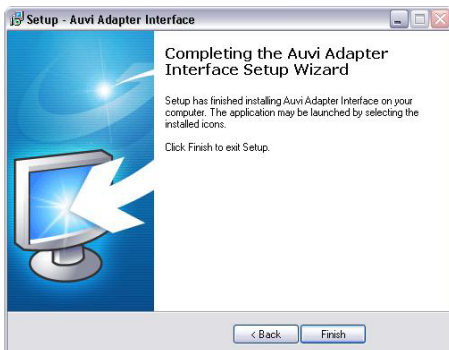 Setup - Auvi Adapter Interface
Completing the Auvi Adapter
Interface Setup Wizard
Setup has finished installing Auvi Adapter Interface on your
computer. The application may be launched by selecting the
installed icons.
Click Finish to exit Setup.
< Back Finish